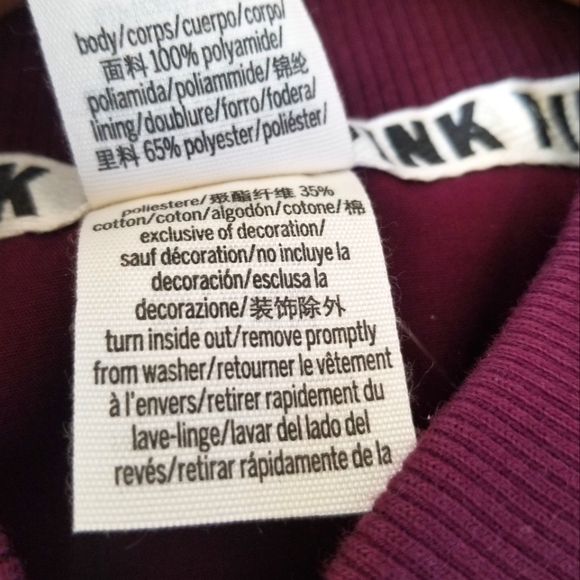 body/corps/cuerpo/corpo/
面料 100% polyamide/
poliamida/poliammide/锦纶
lining/doublure/forro/fodera/
里料 65% polyester/poliéster/
poliestere/聚酯纤维 35%
cotton/coton/algodón/cotone/棉
exclusive of decoration/
sauf décoration/no incluye la
decoración/esclusa la
decorazione/装饰除外
turn inside out/remove promptly
from washer/retourner le vêtement
à l'envers/retirer rapidement du
lave-linge/lavar del lado del
revés/retirar rápidamente de la
INK
K